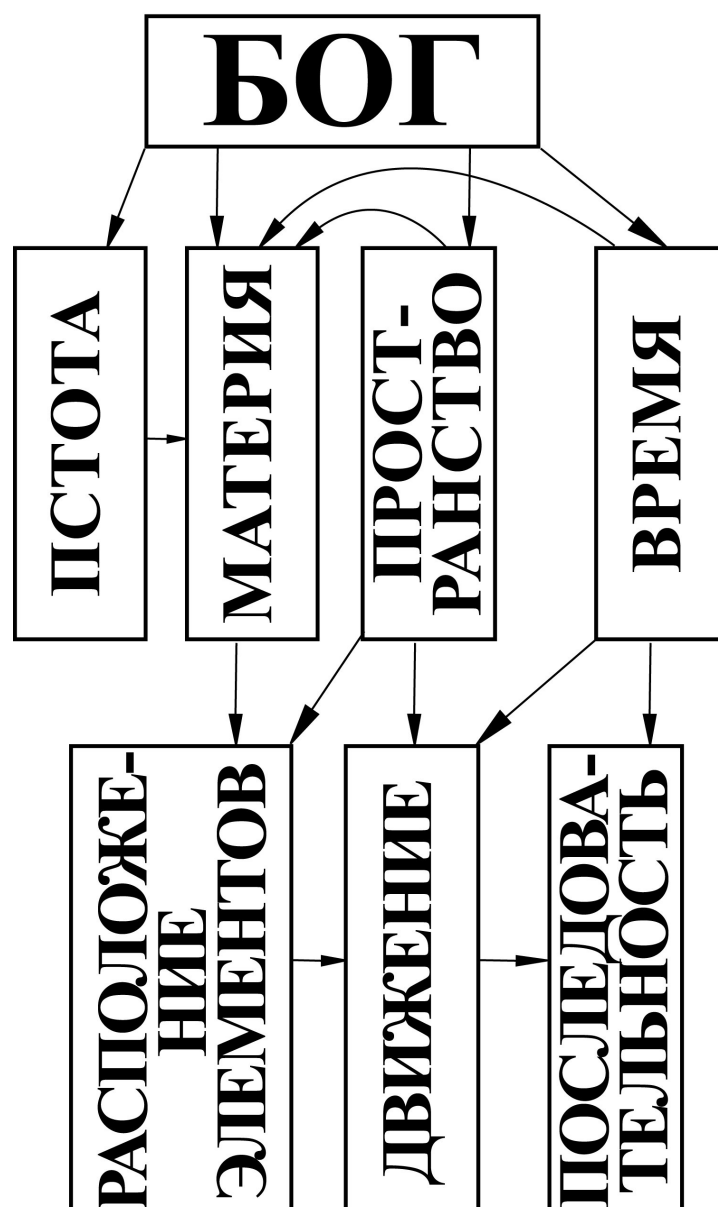 БОГ
ПСТОТА
МАТЕРИЯ
ПРОСТ-
РАНСТВО
ВРЕМЯ
РАСПОЛОЖЕ-
НИЕ
ЭЛЕМЕНТОВ
ДВИЖЕНИЕ
ПОСЛЕДОВА-
ТЕЛЬНОСТЬ